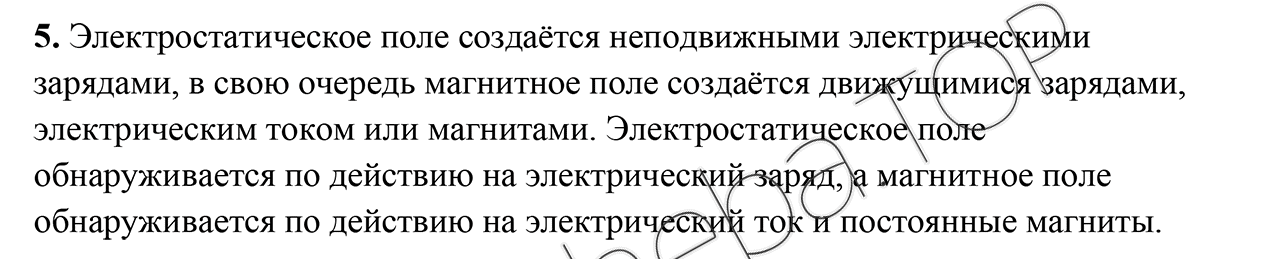 5. Электростатическое поле создаётся неподвижными электрическими
зарядами, в свою очередь магнитное поле создаётся движущимися зарядами,
электрическим током или магнитами. Электростатическое поле
обнаруживается по действию на электрический заряд, а магнитное поле
обнаруживается по действию на электрический ток и постоянные магниты.